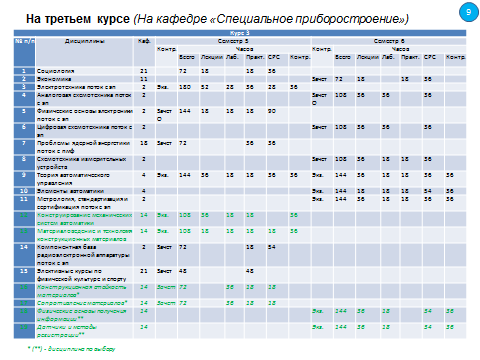 9
На третьем курсе (На кафедре «Специальное приборостроение»)
Курс 3
№ п/п Дисциплины Каф. Семестр 5 Семестр 6
Контр. Часов Контр. Часов
Всего Лекции Лаб. Практ. СРС Контр. Всего Лекции Лаб. Практ. СРС Контр.
1 Социология 21 72 18 18 36
2 Экономика 11 Зачет 72 18 18 36
3 Электротехника поток с эп 2 Экз. 180 52 28 36 28 36
4 Аналоговая схемотехника поток с эп 2 Зачет О 108 36 36 36
5 Физические основы электроники поток с эп 2 Зачет О 144 18 18 18 90
6 Цифровая схемотехника поток с эп 2 Зачет О 108 36 36 36
7 Проблемы ядерной энергетики поток с пмф 18 Зачет 72 36 36
8 Схемотехника измерительных устройств 2 Зачет 108 36 18 18 36
9 Теория автоматического управления 4 Экз. 144 36 18 18 36 36 Экз. 144 36 18 18 36 36
10 Элементы автоматики 4 Экз. 144 18 18 18 54 36
11 Метрология, стандартизация и сертификация поток с эп 2 Экз. 144 36 18 18 36 36
Конструирование механических систем автоматики 14 Экз. 108 36 18 18 36
Материаловедение и технология конструкционных материалов 14 Экз. 108 18 18 18 18 36
14 Компонентная база радиоэлектронной аппаратуры поток с эп 2 Зачет 72 18 54
15 Элективные курсы по физической культуре и спорту 21 Зачет 48 48
Конструкционная стойкость материалов* 14 Зачет 72 36 18 18
Сопротивление материалов* 14 Зачет 72 36 18 18
Физические основы получения информации** 14 Экз. 144 36 18 54 36
Датчики и методы регистрации** 14 Экз. 144 36 18 54 36
* (**) - дисциплина по выбору